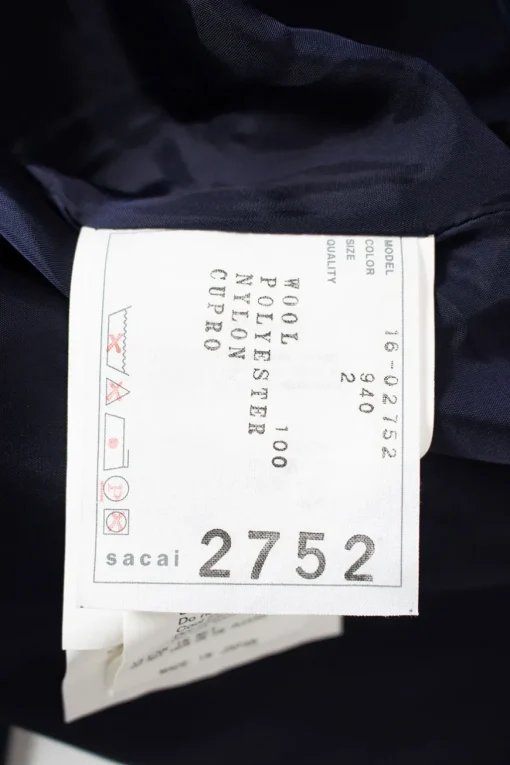 MODEL 16-02752
COLOR 940
SIZE 2
QUALITY
WOOL 100
POLYESTER
NYLON
CUPRO
sacai 2752